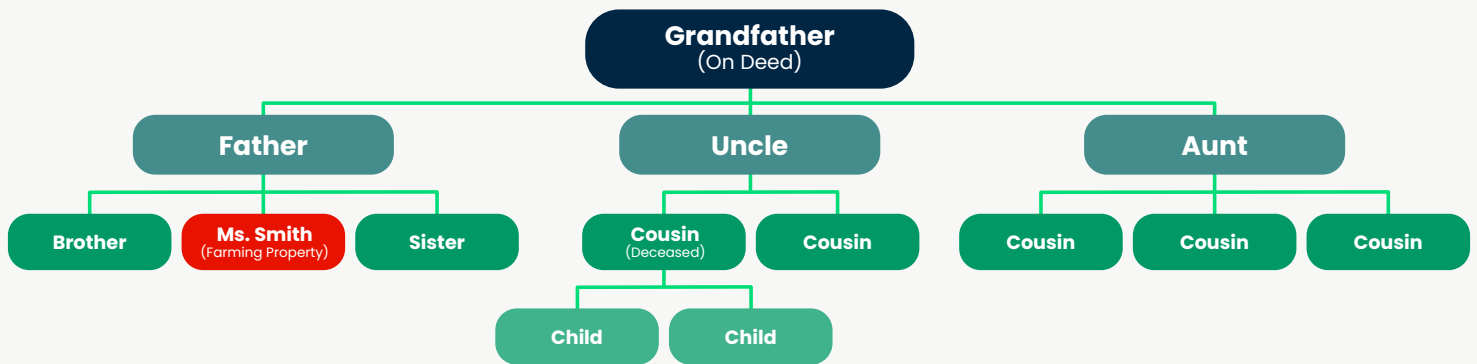 Grandfather
(On Deed)
Father
Uncle
Aunt
Brother
Ms. Smith
(Farming Property)
Sister
Cousin
(Deceased)
Cousin
Cousin
Cousin
Cousin
Child
Child